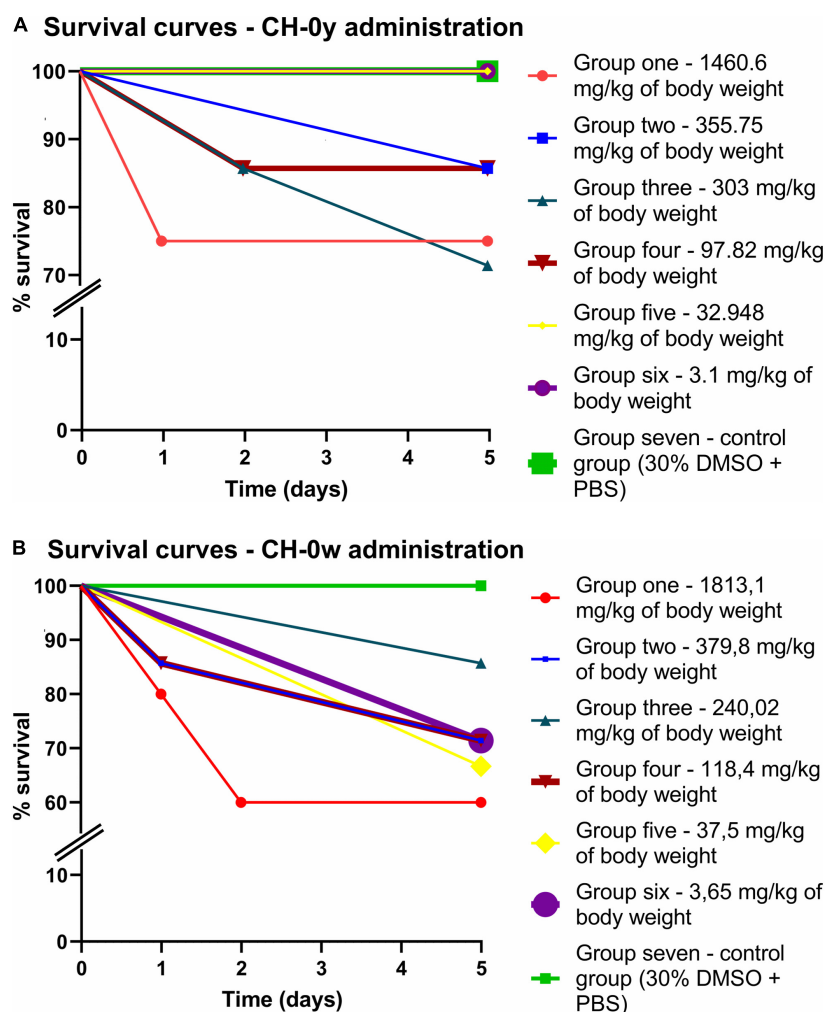 A Survival curves - CH-0y administration
100
90
80
70
10
0
% survival
0 1 2 3 4 5
Time (days)
Group one - 1460.6
mg/kg of body weight
Group two - 355.75
mg/kg of body weight
Group three - 303 mg/kg
of body weight
Group four - 97.82 mg/kg
of body weight
Group five - 32.948
mg/kg of body weight
Group six - 3.1 mg/kg of
body weight
Group seven - control
group (30% DMSO +
PBS)
B Survival curves - CH-0w administration
100
90
80
70
60
10
0
% survival
0 1 2 3 4 5
Time (days)
Group one - 1813,1
mg/kg of body weight
Group two - 379,8 mg/kg
of body weight
Group three - 240,02
mg/kg of body weight
Group four - 118,4 mg/kg
of body weight
Group five - 37,5 mg/kg
of body weight
Group six - 3,65 mg/kg of
body weight
Group seven - control
group (30% DMSO +
PBS)